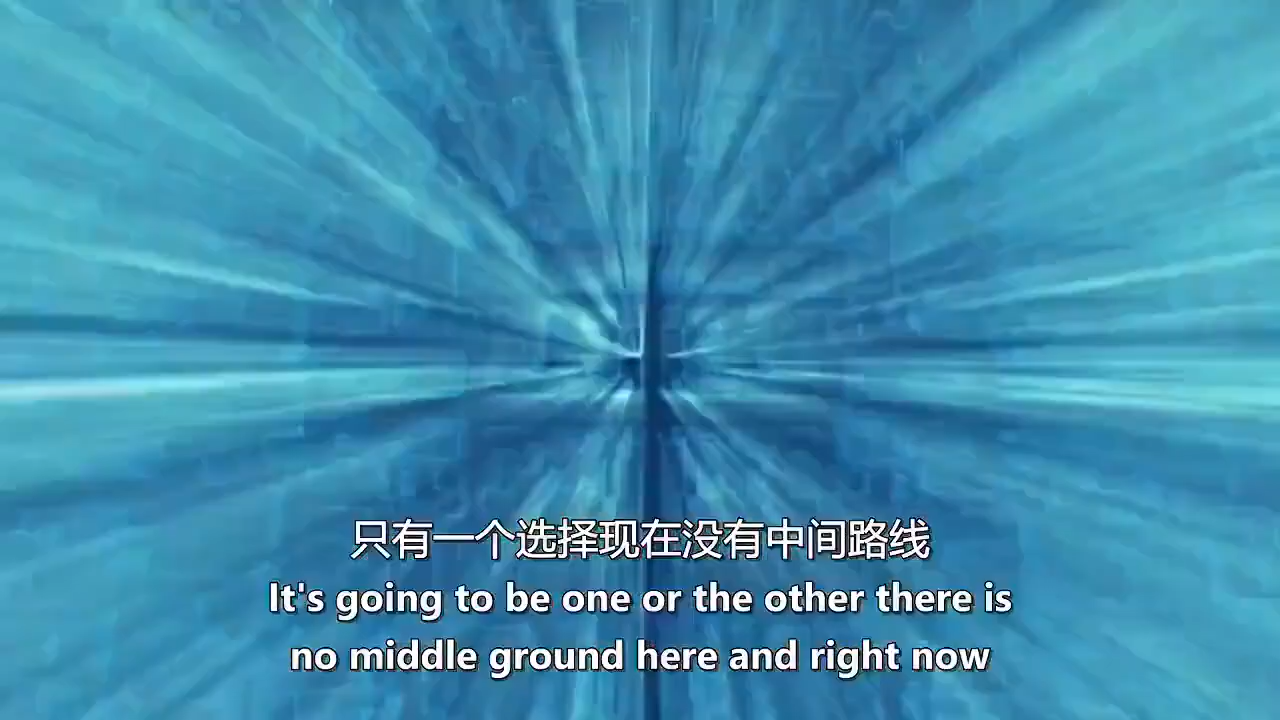 只有一个选择现在没有中间路线
It's going to be one or the other there is
no middle ground here and right now